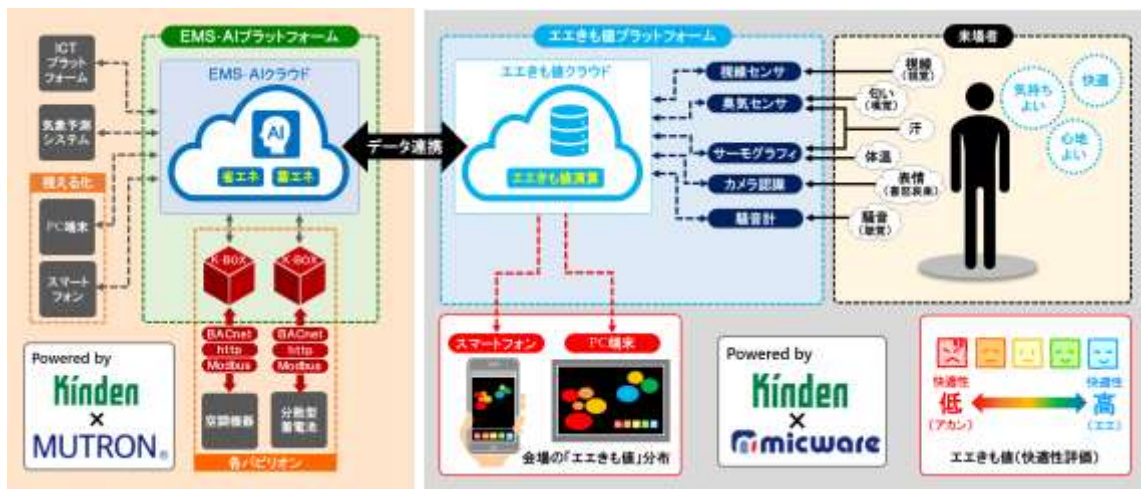 ICT
プラット
フォーム
気象予測
システム
視える化
PC端末
スマート
フォン
EMS-AIプラットフォーム
EMS-AIクラウド
AI
省エネ
蓄エネ
K-BOX
K-BOX
BACnet
http
Modbus
BACnet
http
Modbus
空調機器
分散型
蓄電池
各パビリオン
Powered by
Kinden
×
MUTRON®
データ連携
エエきも値プラットフォーム
エエきも値クラウド
エエきも値演算
視線センサ
臭気センサ
サーモグラフィ
カメラ認識
騒音計
来場者
視線
(視覚)
匂い
(嗅覚)
汗
体温
表情
(喜怒哀楽)
騒音
(聴覚)
気持ち
よい
快適
心地
よい
スマートフォン
PC端末
会場の「エエきも値」分布
Powered by
Kinden
×
micware
快適性
低
(アカン)
快適性
高
(エエ)
エエきも値(快適性評価)